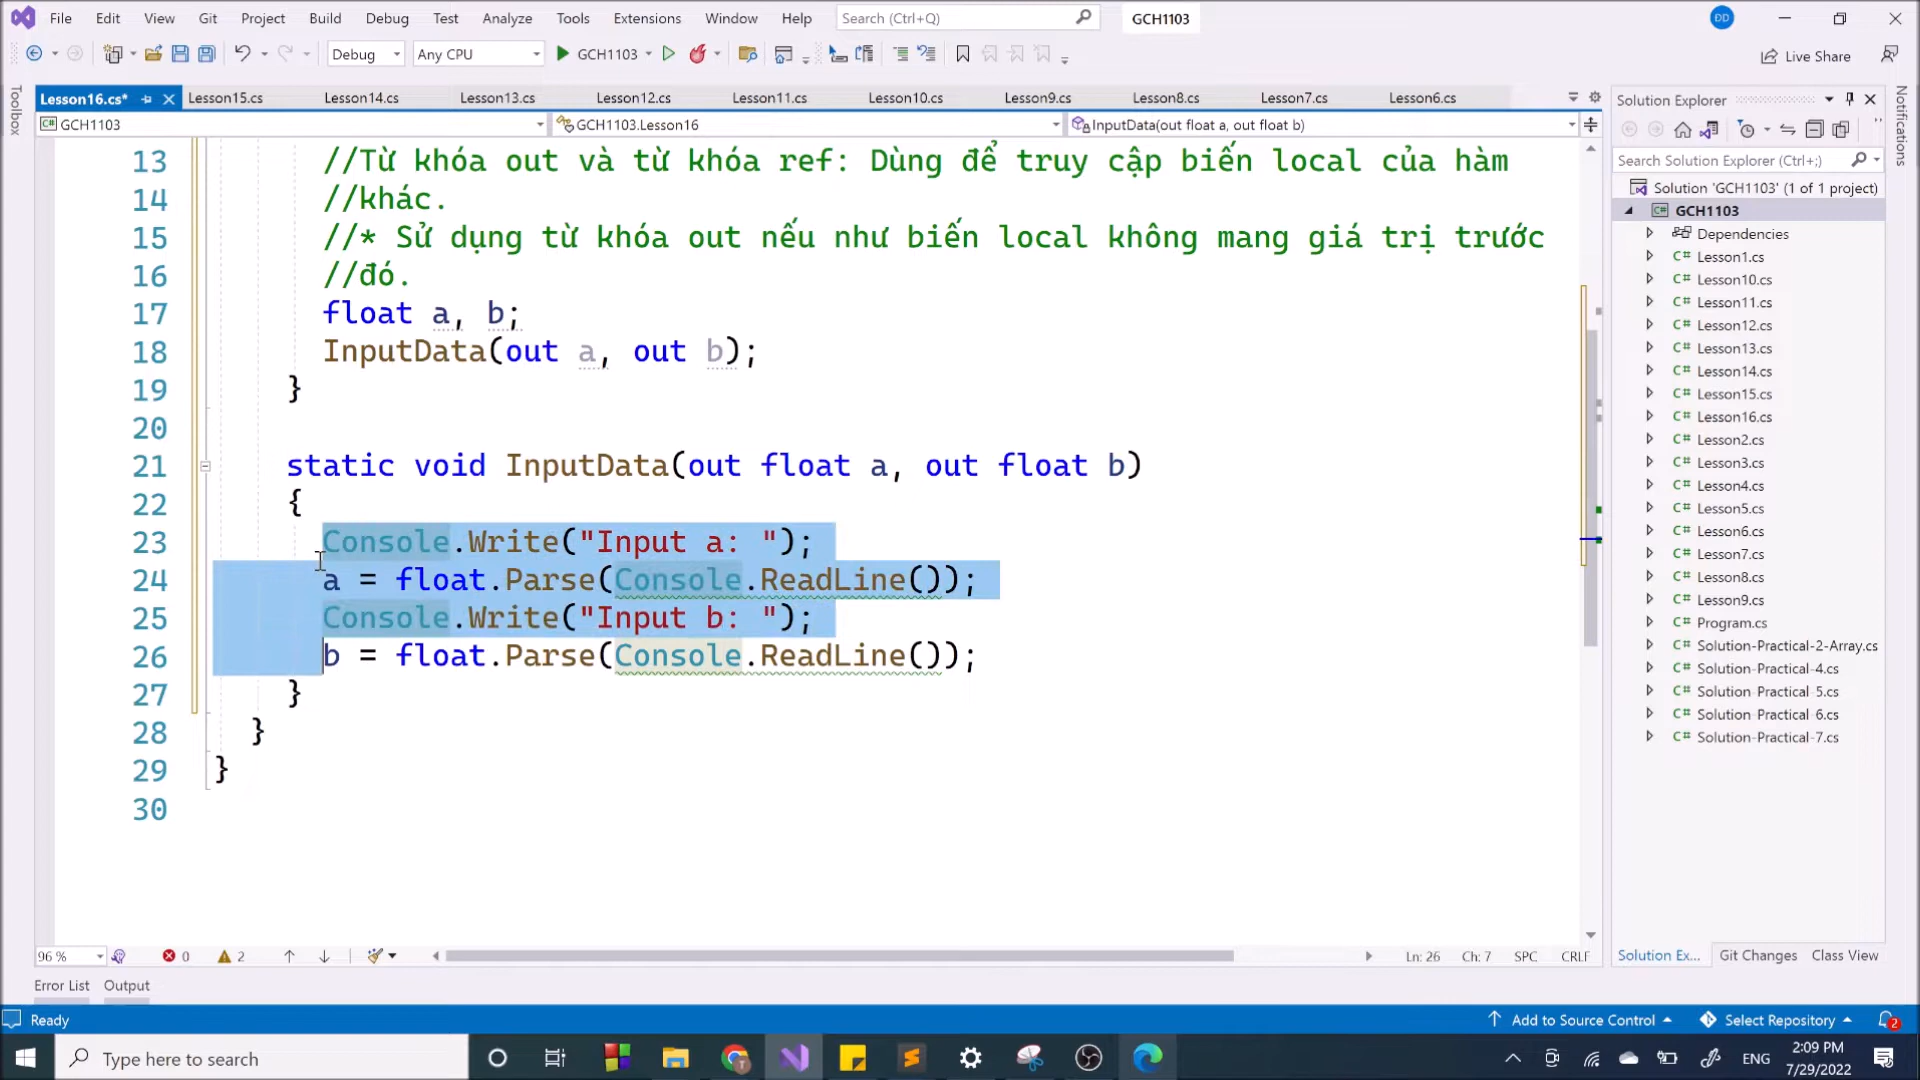 File Edit View Git Project Build Debug Test Analyze Tools Extensions Window Help Search (Ctrl+Q) GCH1103 DD
Debug Any CPU GCH1103 Live Share
Toolbox
Lesson16.cs* Lesson15.cs Lesson14.cs Lesson13.cs Lesson12.cs Lesson11.cs Lesson10.cs Lesson9.cs Lesson8.cs Lesson7.cs Lesson6.cs
GCH1103 GCH1103.Lesson16 InputData(out float a, out float b)
13 //Từ khóa out và từ khóa ref: Dùng để truy cập biến local của hàm
14 //khác.
15 //* Sử dụng từ khóa out nếu như biến local không mang giá trị trước
16 //đó.
17 float a, b;
18 InputData(out a, out b);
19 }
20
21 static void InputData(out float a, out float b)
22 {
23 Console.Write("Input a: ");
24 a = float.Parse(Console.ReadLine());
25 Console.Write("Input b: ");
26 b = float.Parse(Console.ReadLine());
27 }
28 }
29 }
30
96 % 0 2 Ln: 26 Ch: 7 SPC CRLF
Error List Output
Solution Explorer
Search Solution Explorer (Ctrl+;)
Solution 'GCH1103' (1 of 1 project)
C# GCH1103
Dependencies
C# Lesson1.cs
C# Lesson10.cs
C# Lesson11.cs
C# Lesson12.cs
C# Lesson13.cs
C# Lesson14.cs
C# Lesson15.cs
C# Lesson16.cs
C# Lesson2.cs
C# Lesson3.cs
C# Lesson4.cs
C# Lesson5.cs
C# Lesson6.cs
C# Lesson7.cs
C# Lesson8.cs
C# Lesson9.cs
C# Program.cs
C# Solution-Practical-2-Array.cs
C# Solution-Practical-4.cs
C# Solution-Practical-5.cs
C# Solution-Practical-6.cs
C# Solution-Practical-7.cs
Solution Ex... Git Changes Class View
Notifications
Ready Add to Source Control Select Repository 2
Type here to search ENG 2:09 PM
7/29/2022